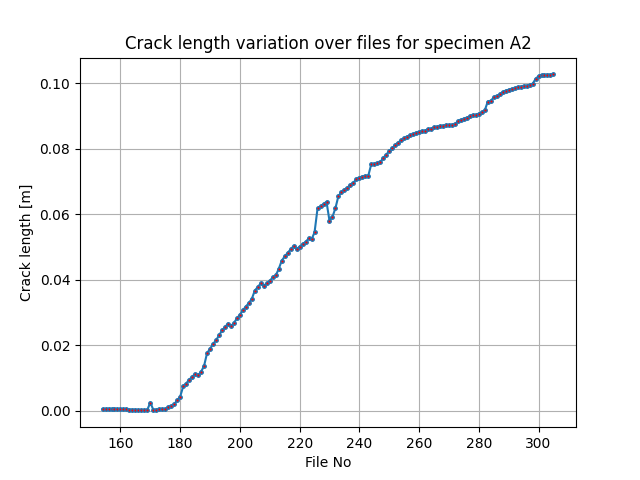 Crack length variation over files for specimen A2
0.10
0.08
0.06
0.04
0.02
0.00
Crack length [m]
160 180 200 220 240 260 280 300
File No